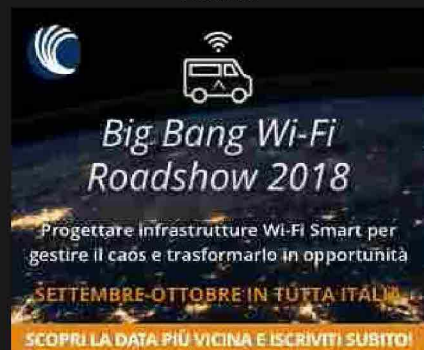 Big Bang Wi-Fi
Roadshow 2018
Progettare infrastrutture Wi-Fi Smart per
gestire il caos e trasformarlo in opportunità
SETTEMBRE-OTTOBRE IN TUTTA ITALIA
SCOPRI LA DATA PIÙ VICINA E ISCRIVITI SUBITO!